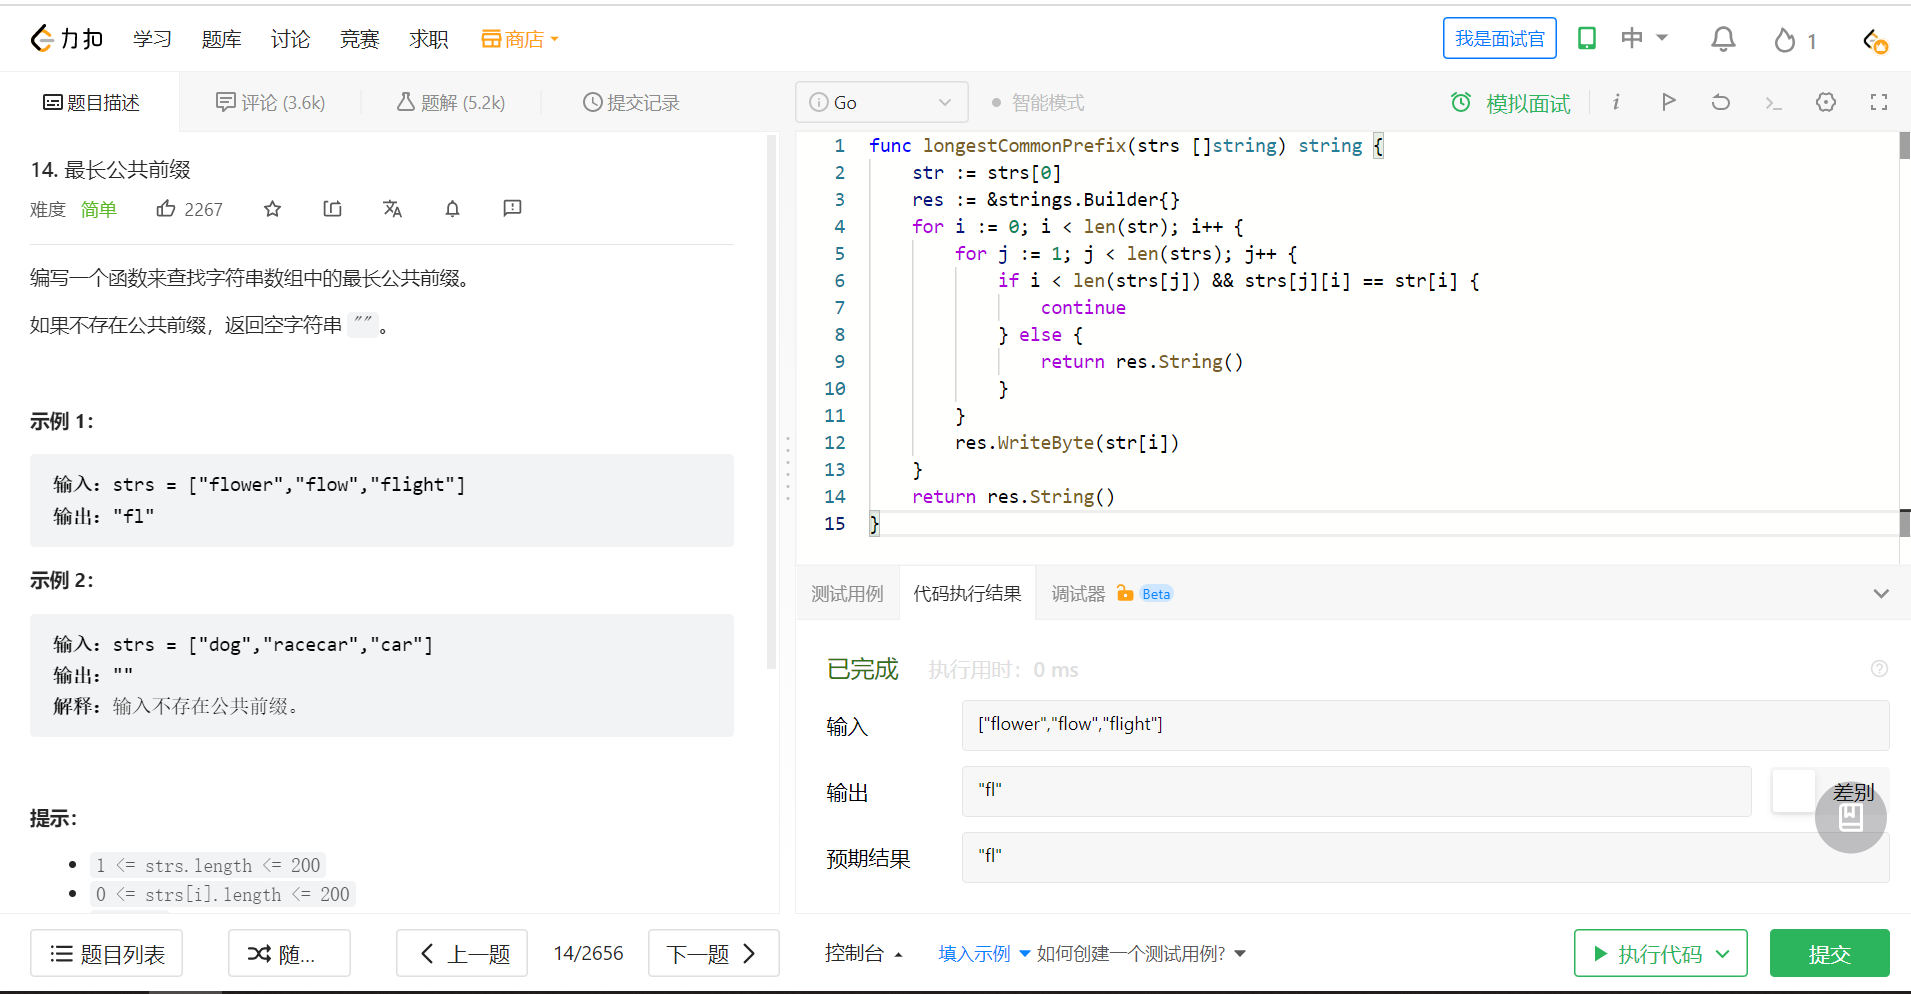 力扣 学习 题库 讨论 竞赛 求职 商店 我是面试官 中 1
题目描述 评论 (3.6k) 题解 (5.2k) 提交记录 Go 智能模式 模拟面试
14. 最长公共前缀
难度 简单 2267
编写一个函数来查找字符串数组中的最长公共前缀。
如果不存在公共前缀，返回空字符串 ""。
示例 1：
输入：strs = ["flower","flow","flight"]
输出："fl"
示例 2：
输入：strs = ["dog","racecar","car"]
输出：""
解释：输入不存在公共前缀。
提示：
1 <= strs.length <= 200
0 <= strs[i].length <= 200
题目列表 随... 上一题 14/2656 下一题
1 func longestCommonPrefix(strs []string) string {
2 str := strs[0]
3 res := &strings.Builder{}
4 for i := 0; i < len(str); i++ {
5 for j := 1; j < len(strs); j++ {
6 if i < len(strs[j]) && strs[j][i] == str[i] {
7 continue
8 } else {
9 return res.String()
10 }
11 }
12 res.WriteByte(str[i])
13 }
14 return res.String()
15 }
测试用例 代码执行结果 调试器 Beta
已完成 执行用时：0 ms
输入 ["flower","flow","flight"]
输出 "fl" 差别
预期结果 "fl"
控制台 填入示例 如何创建一个测试用例? 执行代码 提交